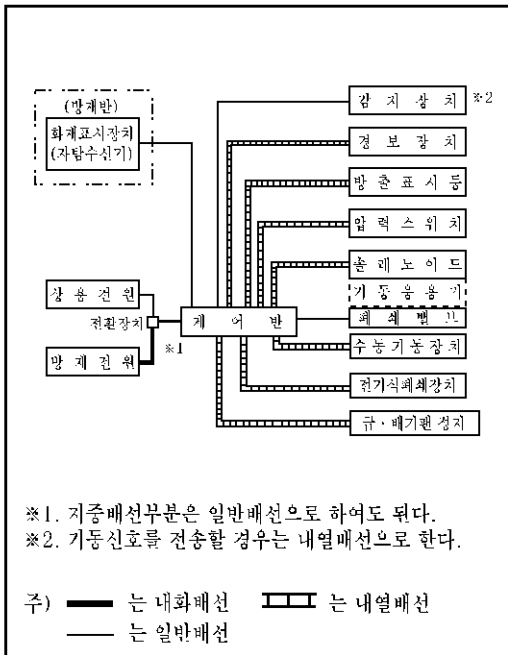 (방재반)
화재표시장치
(자탐수신기)
감지장치 ※2
경보장치
방출표시등
압력스위치
솔레노이드
기동용용기
폐쇄밸브
수동기동장치
전기식폐쇄장치
급·배기팬정지
상용전원
전환장치
방재전원
※1
제어반
※1. 지중배선부분은 일반배선으로 하여도 된다.
※2. 기동신호를 전송할 경우는 내열배선으로 한다.
주) 는 내화배선 는 내열배선
는 일반배선